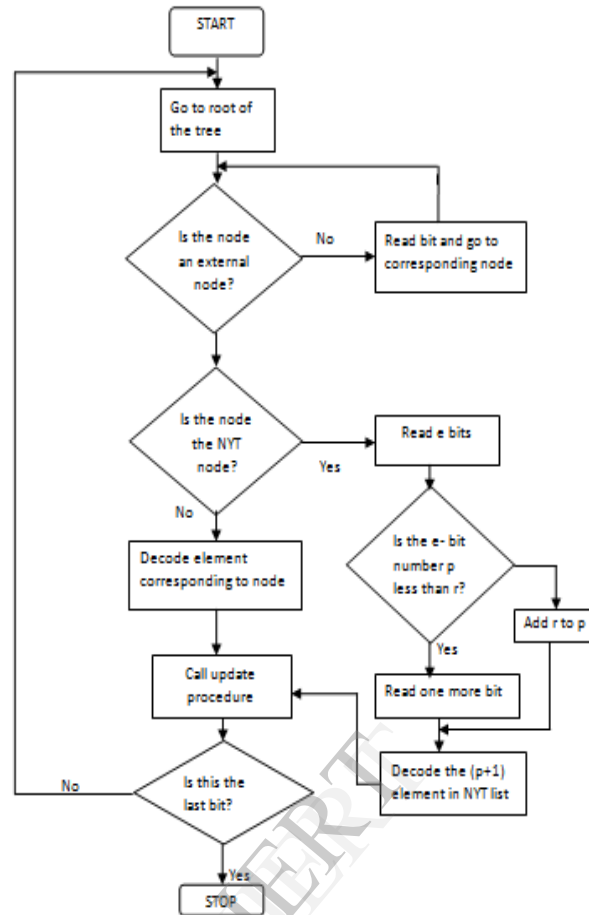 START
Go to root of
the tree
Is the node
an external
node?
No
Read bit and go to
corresponding node
Is the node
the NYT
node?
Yes
Read e bits
No
Is the e- bit
number p
less than r?
Decode element
corresponding to node
Add r to p
Yes
Call update
procedure
Read one more bit
No
Is this the
last bit?
Decode the (p+1)
element in NYT list
Yes
STOP
IJERT